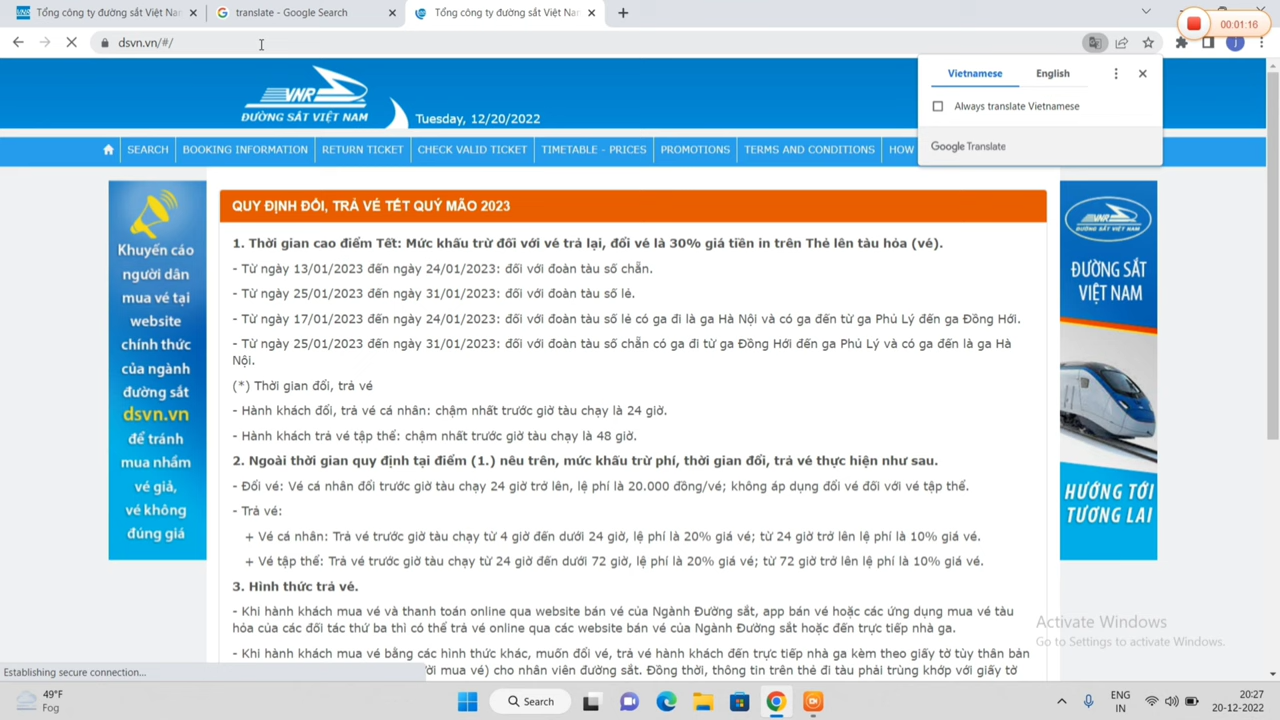 Tổng công ty đường sắt Việt Nar
translate - Google Search
Tổng công ty đường sắt Việt Nam
00:01:16
dsvn.vn/#/
J
Vietnamese
English
Always translate Vietnamese
Google Translate
VNR
ĐƯỜNG SẮT VIỆT NAM
Tuesday, 12/20/2022
SEARCH
BOOKING INFORMATION
RETURN TICKET
CHECK VALID TICKET
TIMETABLE - PRICES
PROMOTIONS
TERMS AND CONDITIONS
HOW
Khuyến cáo
người dân
mua vé tại
website
chính thức
của ngành
đường sắt
dsvn.vn
để tránh
mua nhầm
vé giả,
vé không
đúng giá
QUY ĐỊNH ĐỔI, TRẢ VÉ TẾT QUÝ MÃO 2023
1. Thời gian cao điểm Tết: Mức khấu trừ đối với vé trả lại, đổi vé là 30% giá tiền in trên Thẻ lên tàu hỏa (vé).
- Từ ngày 13/01/2023 đến ngày 24/01/2023: đối với đoàn tàu số chẵn.
- Từ ngày 25/01/2023 đến ngày 31/01/2023: đối với đoàn tàu số lẻ.
- Từ ngày 17/01/2023 đến ngày 24/01/2023: đối với đoàn tàu số lẻ có ga đi là ga Hà Nội và có ga đến từ ga Phủ Lý đến ga Đồng Hới.
- Từ ngày 25/01/2023 đến ngày 31/01/2023: đối với đoàn tàu số chẵn có ga đi từ ga Đồng Hới đến ga Phủ Lý và có ga đến là ga Hà
Nội.
(*) Thời gian đổi, trả vé
- Hành khách đổi, trả vé cá nhân: chậm nhất trước giờ tàu chạy là 24 giờ.
- Hành khách trả vé tập thể: chậm nhất trước giờ tàu chạy là 48 giờ.
2. Ngoài thời gian quy định tại điểm (1.) nêu trên, mức khấu trừ phí, thời gian đổi, trả vé thực hiện như sau.
- Đổi vé: Vé cá nhân đổi trước giờ tàu chạy 24 giờ trở lên, lệ phí là 20.000 đồng/vé; không áp dụng đổi vé đối với vé tập thể.
- Trả vé:
+ Vé cá nhân: Trả vé trước giờ tàu chạy từ 4 giờ đến dưới 24 giờ, lệ phí là 20% giá vé; từ 24 giờ trở lên lệ phí là 10% giá vé.
+ Vé tập thể: Trả vé trước giờ tàu chạy từ 24 giờ đến dưới 72 giờ, lệ phí là 20% giá vé; từ 72 giờ trở lên lệ phí là 10% giá vé.
3. Hình thức trả vé.
- Khi hành khách mua vé và thanh toán online qua website bán vé của Ngành Đường sắt, app bán vé hoặc các ứng dụng mua vé tàu
hỏa của các đối tác thứ ba thì có thể trả vé online qua các website bán vé của Ngành Đường sắt hoặc đến trực tiếp nhà ga.
- Khi hành khách mua vé bằng các hình thức khác, muốn đổi vé, trả vé hành khách đến trực tiếp nhà ga kèm theo giấy tờ tùy thân bản
ời mua vé) cho nhân viên đường sắt. Đồng thời, thông tin trên thẻ đi tàu phải trùng khớp với giấy tờ
ĐƯỜNG SẮT
VIỆT NAM
HƯỚNG TỚI
TƯƠNG LAI
Activate Windows
Go to Settings to activate Windows.
Establishing secure connection...
49°F
Fog
Search
ENG
IN
20:27
20-12-2022